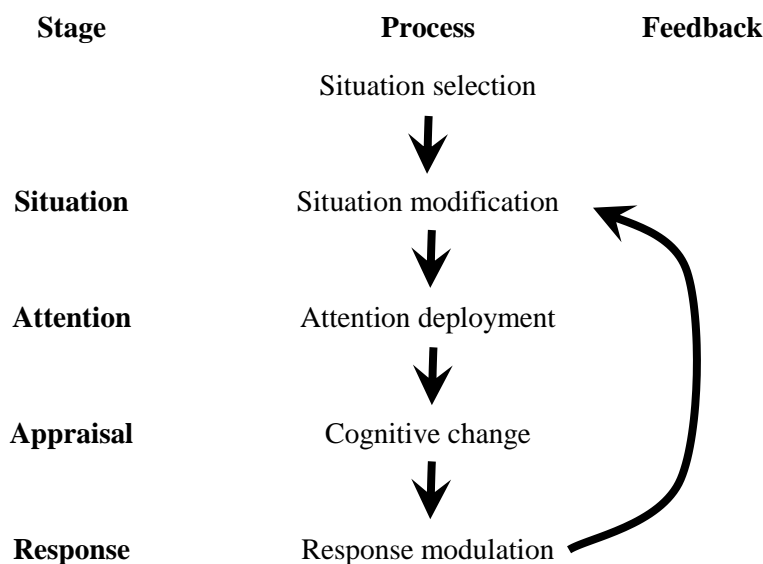 Stage Process Feedback
Situation selection
Situation Situation modification
Attention Attention deployment
Appraisal Cognitive change
Response Response modulation